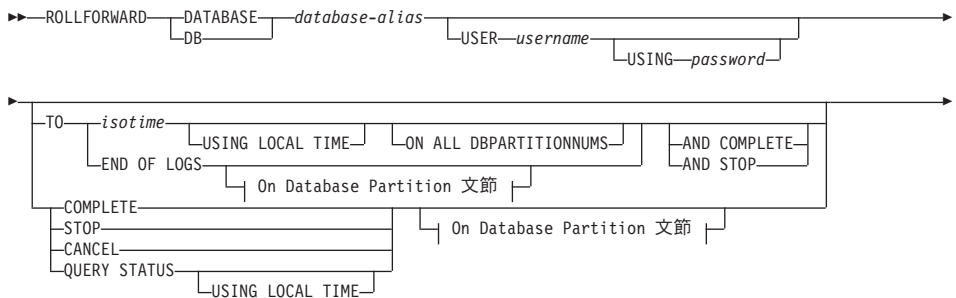 ROLLFORWARD DATABASE database-alias
DB USER username
USING password
TO isotime
USING LOCAL TIME ON ALL DBPARTITIONNUMS AND COMPLETE
END OF LOGS AND STOP
On Database Partition 文節
COMPLETE
STOP On Database Partition 文節
CANCEL
QUERY STATUS
USING LOCAL TIME